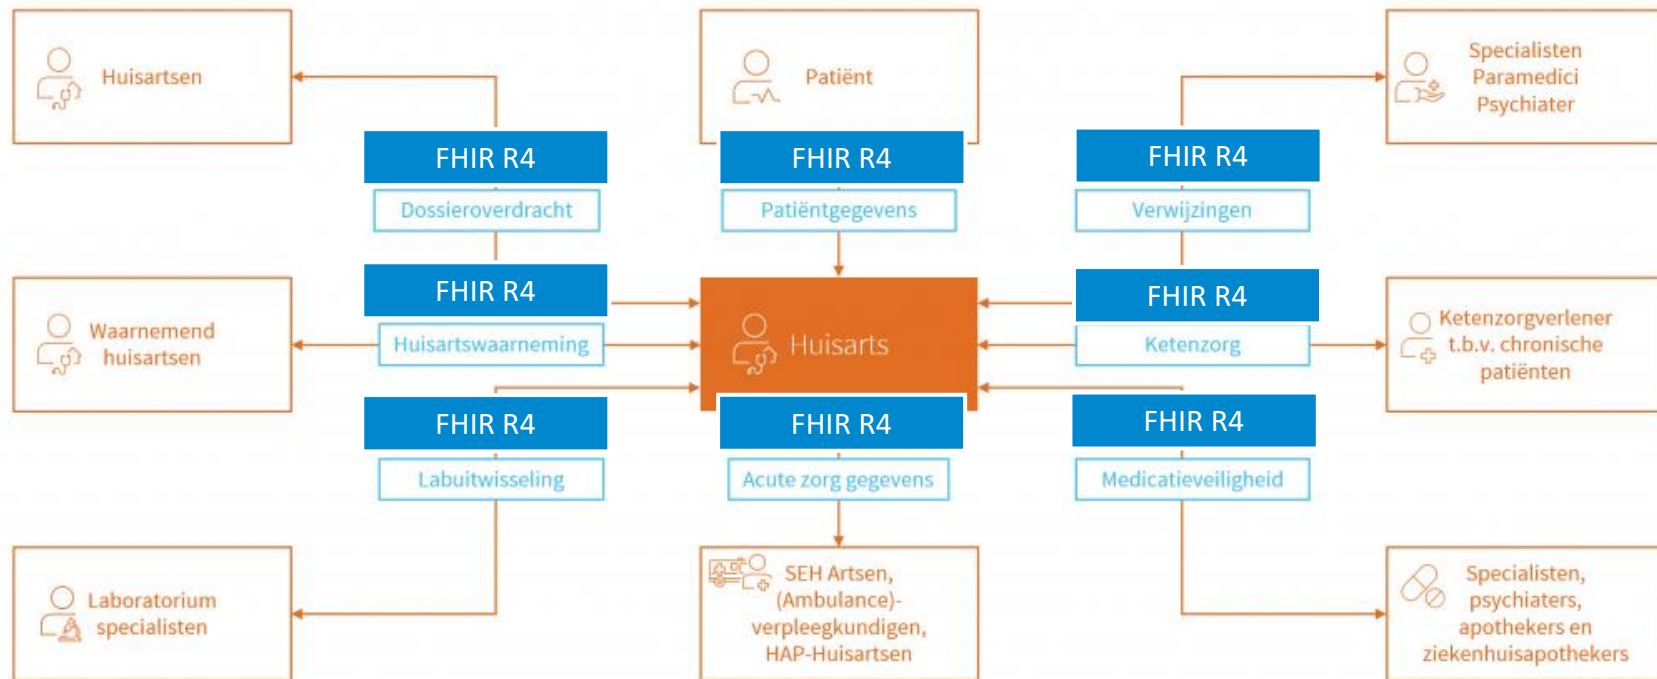 Huisartsen
Patiënt
Specialisten
Paramedici
Psychiater
FHIR R4
FHIR R4
FHIR R4
Dossieroverdracht
Patiëntgegevens
Verwijzingen
FHIR R4
FHIR R4
Waarnemend
huisartsen
Huisartswaarneming
Huisarts
Ketenzorg
Ketenzorgverlener
t.b.v. chronische
patiënten
FHIR R4
FHIR R4
FHIR R4
Labuitwisseling
Acute zorg gegevens
Medicatieveiligheid
Laboratorium
specialisten
SEH Artsen,
(Ambulance)-
verpleegkundigen,
HAP-Huisartsen
Specialisten,
psychiaters,
apothekers en
ziekenhuisapothekers